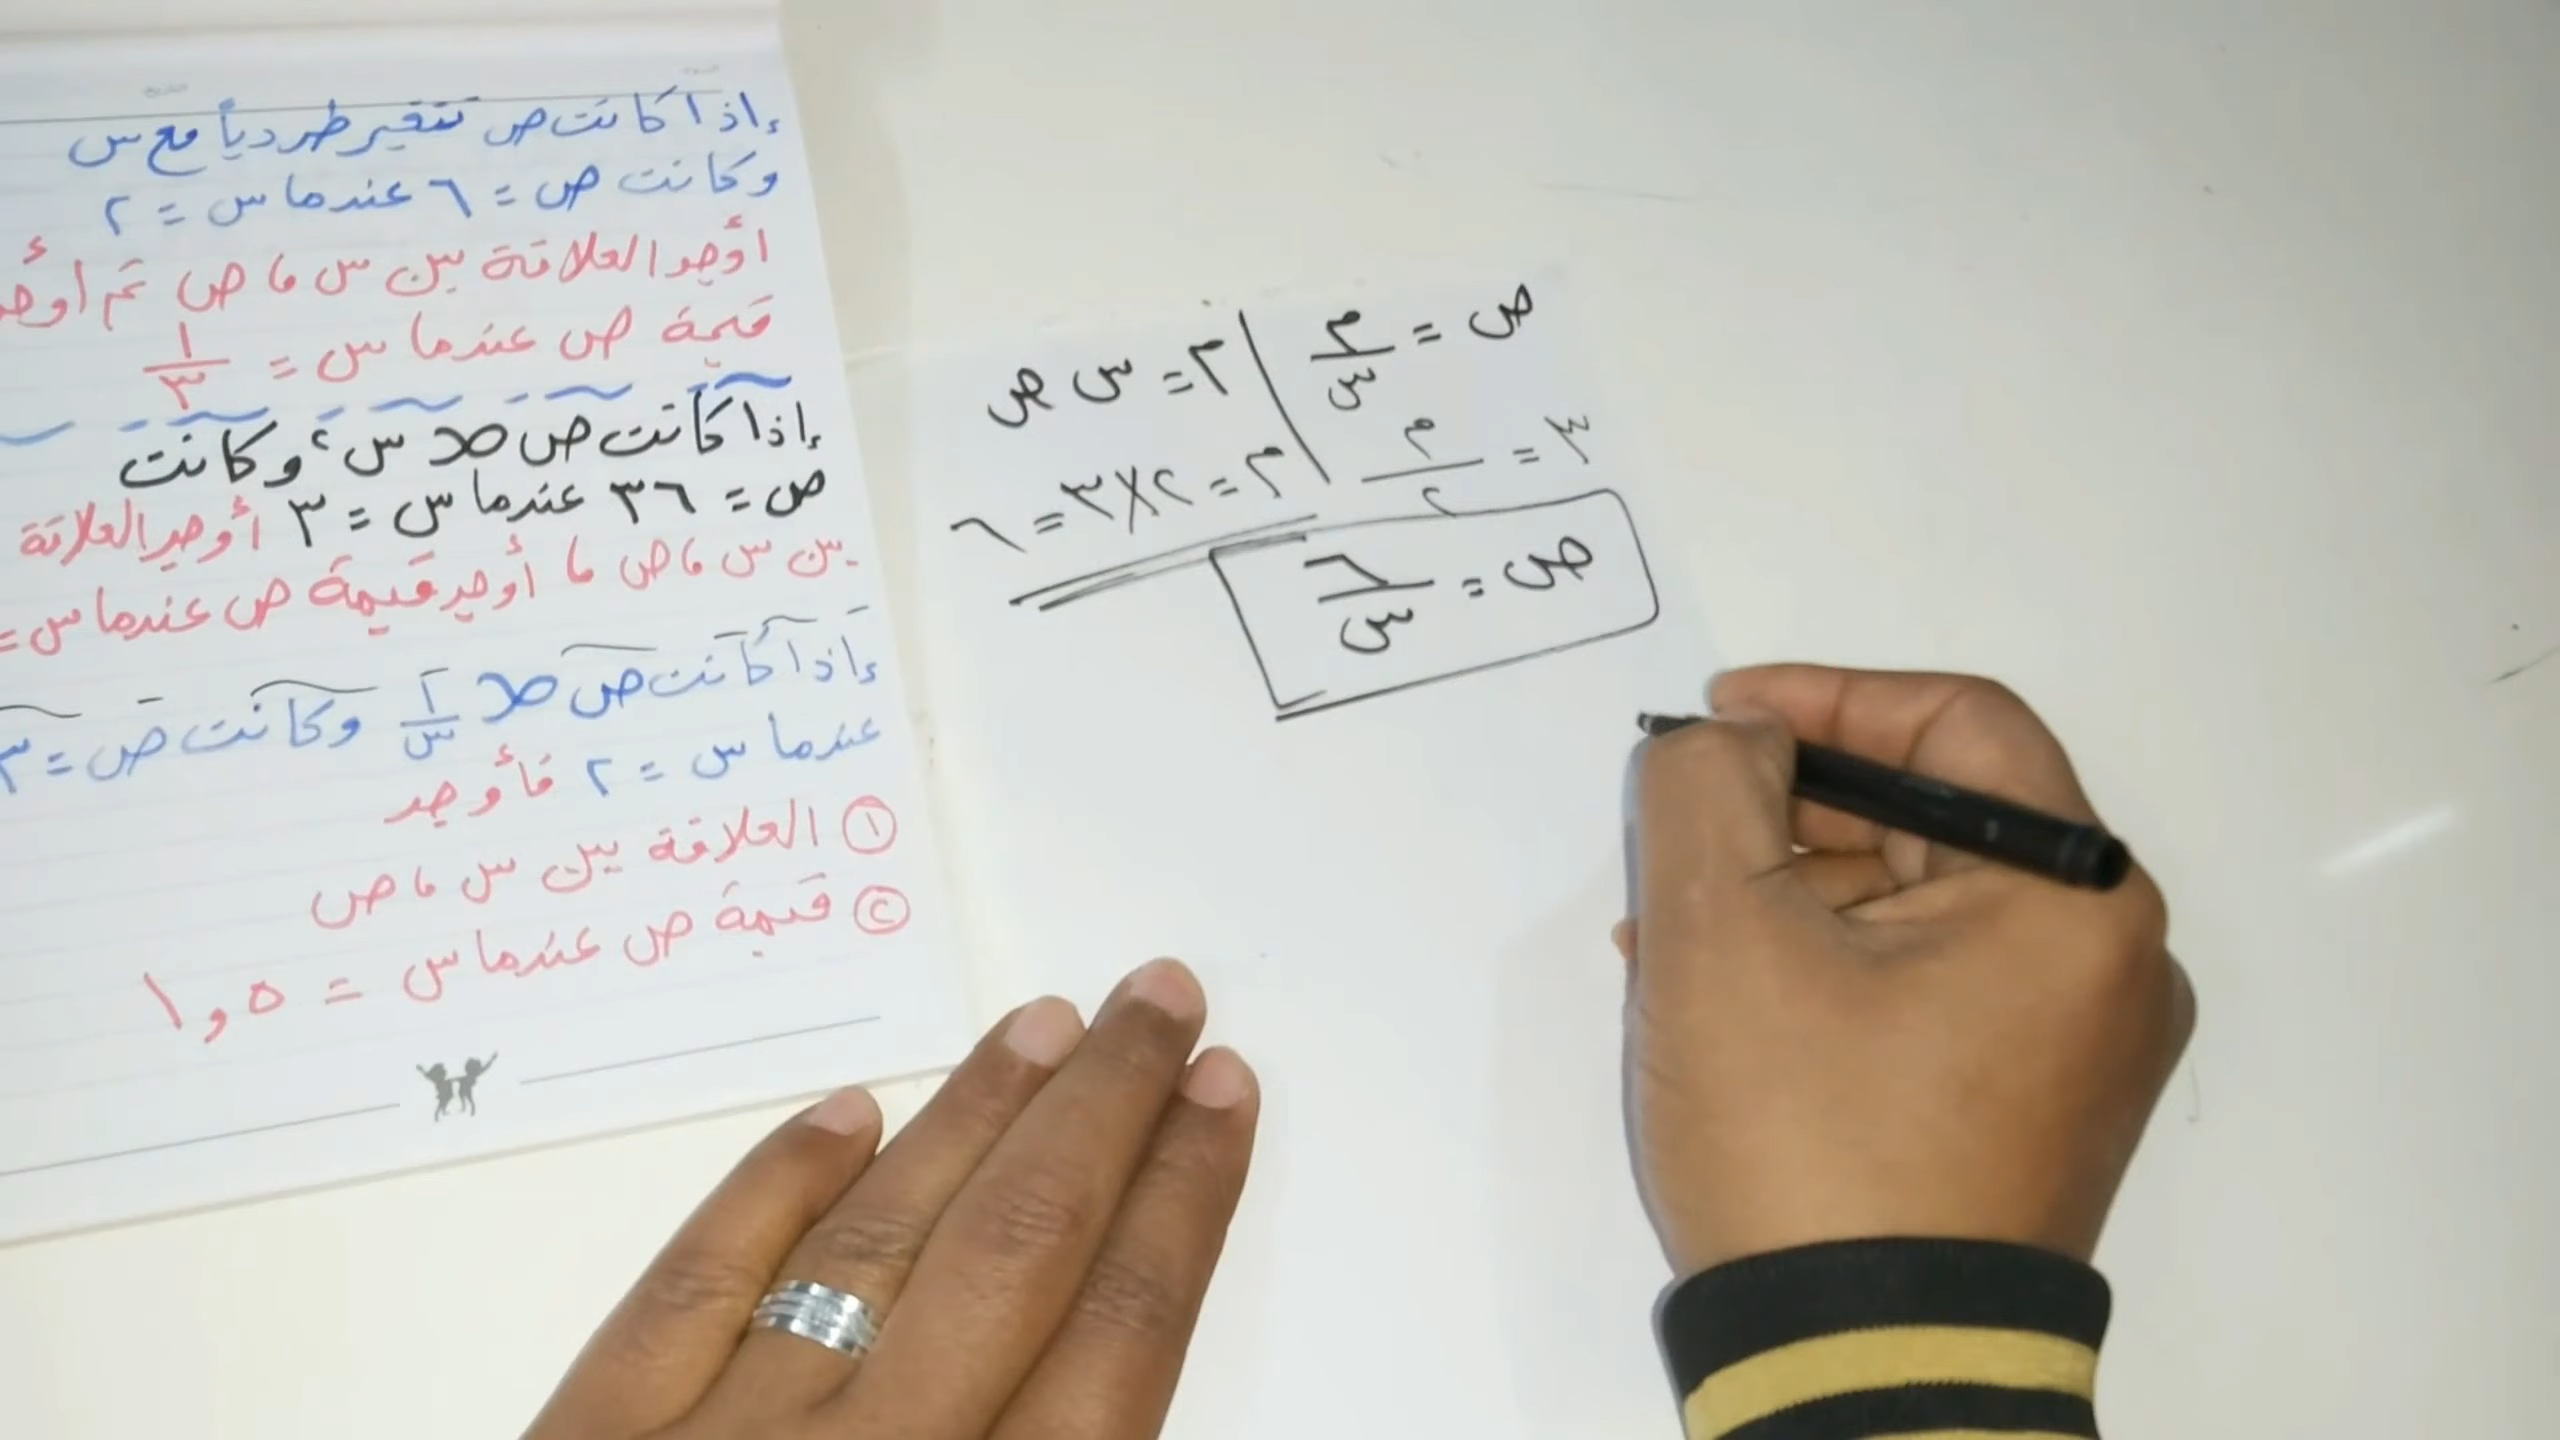 إذا كانت ص تتغير طردياً مع س
وكانت ص = ٦ عندما س = ٢
أوجد العلاقة بين س ، ص ثم أوجد
قيمة ص عندما س = ١/٣
إذا كانت ص ∝ س ، وكانت
ص = ٣٦ عندما س = ٣ أوجد العلاقة
بين س ، ص ، أوجد قيمة ص عندما س =
إذا كانت ص ∝ ١/س وكانت ص = ٣
عندما س = ٢ فأوجد
① العلاقة بين س ، ص
② قيمة ص عندما س = ١,٥
ص = م/س
٣ = م/٢
ص = ٦/س
م = س ص
م = ٢ × ٣ = ٦